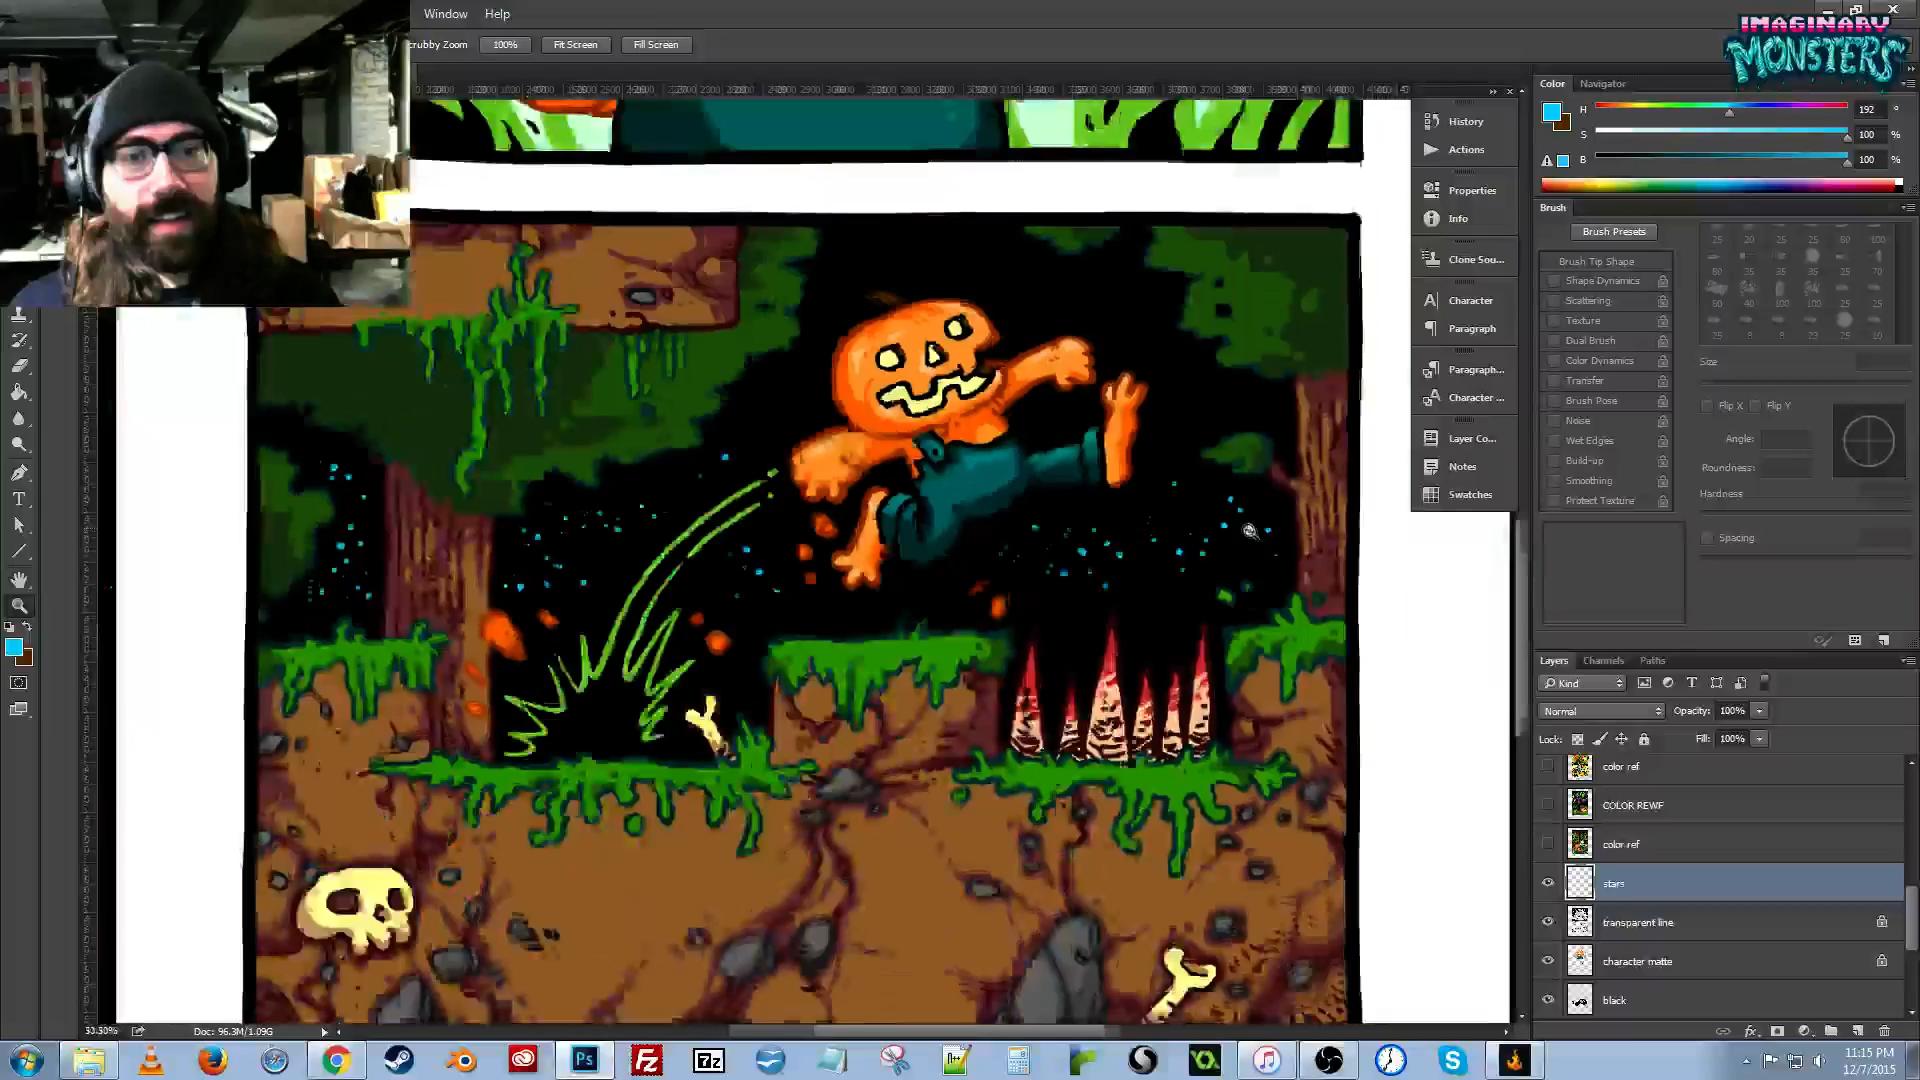 Window Help
IMAGINARY
MONSTERS
Scrubby Zoom 100% Fit Screen Fill Screen
Color Navigator
H 192 °
S 100 %
B 100 %
History
Actions
Properties
Info
Clone Sou...
Character
Paragraph
Paragraph...
Character ...
Layer Co...
Notes
Swatches
Brush
Brush Presets
Brush Tip Shape
Shape Dynamics
Scattering
Texture
Dual Brush
Color Dynamics
Transfer
Brush Pose
Noise
Wet Edges
Build-up
Smoothing
Protect Texture
Size
Flip X Flip Y
Angle:
Roundness:
Hardness
Spacing
Layers Channels Paths
Kind
Normal Opacity: 100%
Lock: Fill: 100%
color ref
COLOR REWF
color ref
stars
transparent line
character matte
black
Doc: 96.3M/1.09G
11:15 PM
12/7/2015